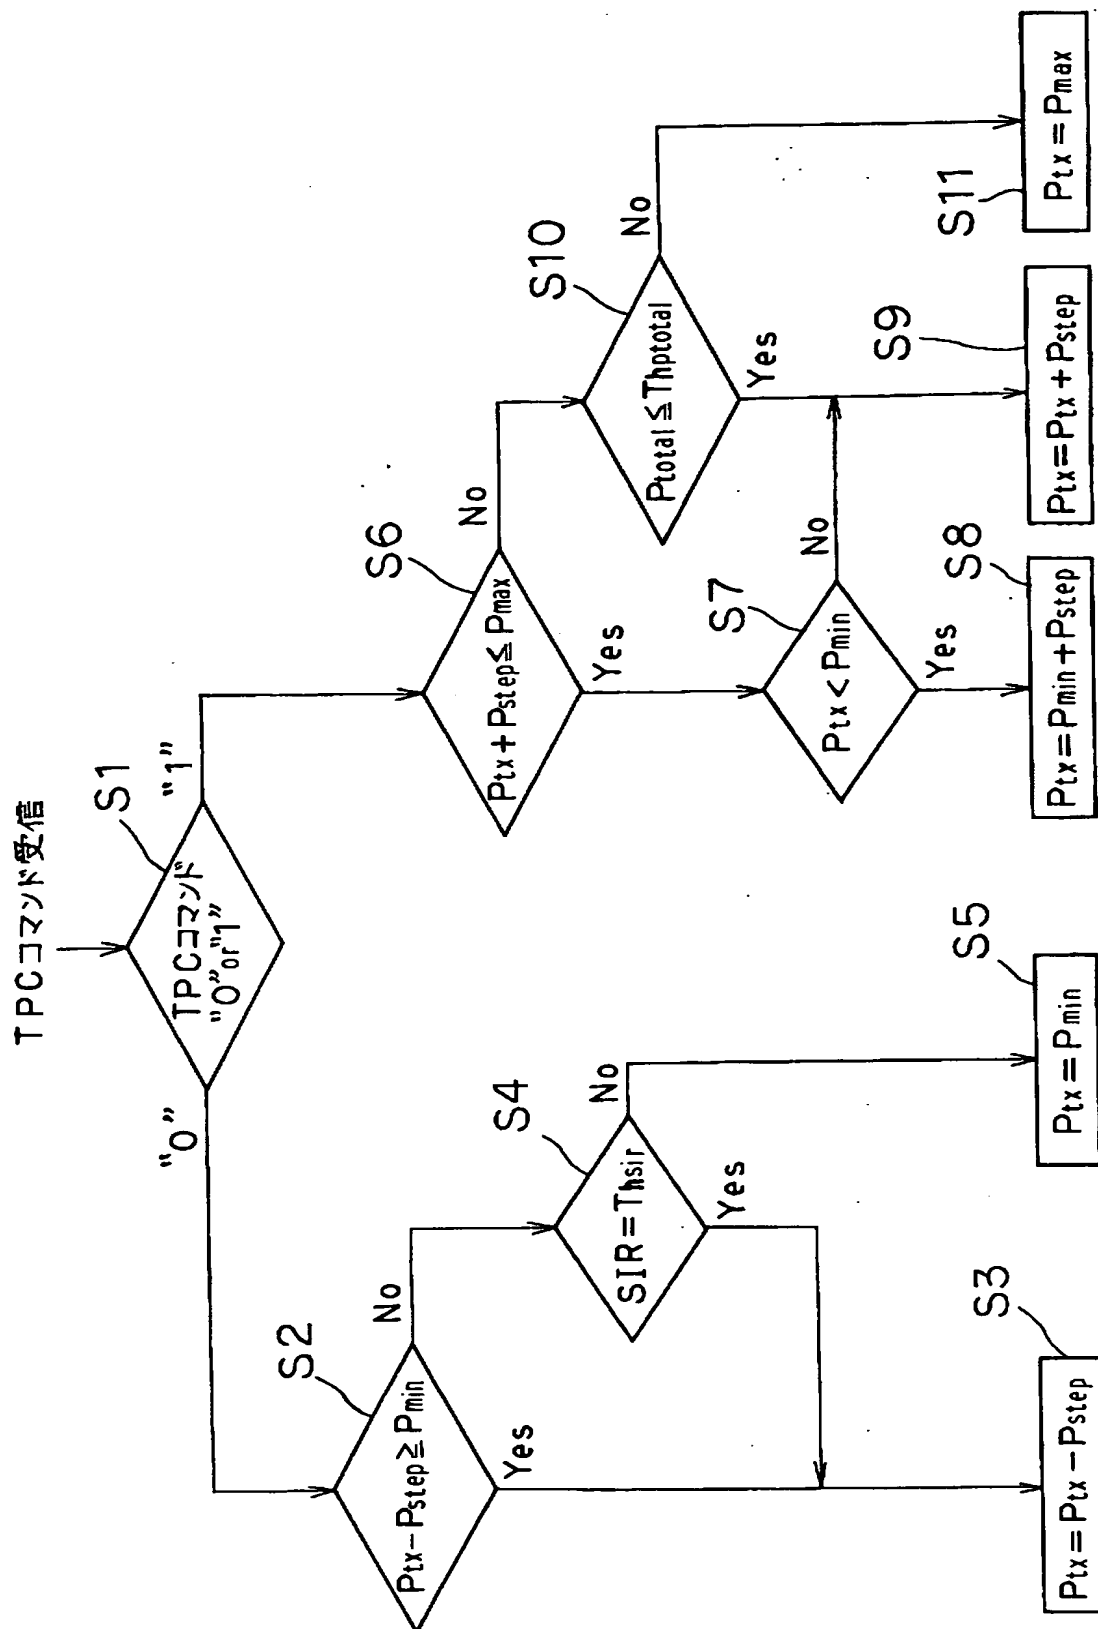 TPCコマンド受信
S1
TPCコマンド
"0"or"1"
"0"
"1"
S2
Ptx−Pstep≧Pmin
No
Yes
S4
SIR=Thsir
No
Yes
S3
Ptx=Ptx−Pstep
S5
Ptx=Pmin
S6
Ptx+Pstep≦Pmax
No
Yes
S7
Ptx<Pmin
No
Yes
S10
Ptotal≦Thptotal
No
Yes
S8
Ptx=Pmin+Pstep
S9
Ptx=Ptx+Pstep
S11
Ptx=Pmax